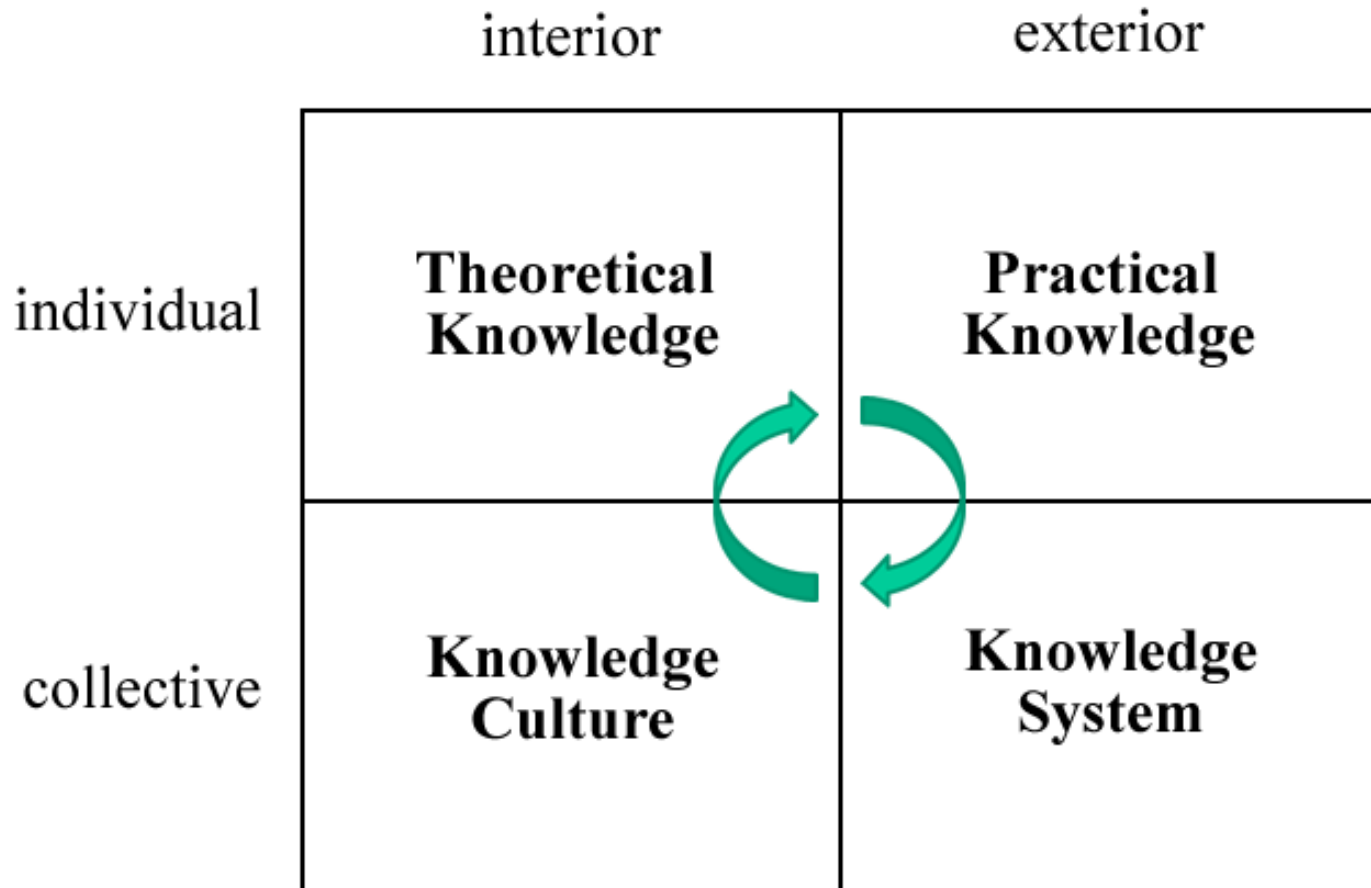 interior
exterior
individual
Theoretical
Knowledge
Practical
Knowledge
collective
Knowledge
Culture
Knowledge
System